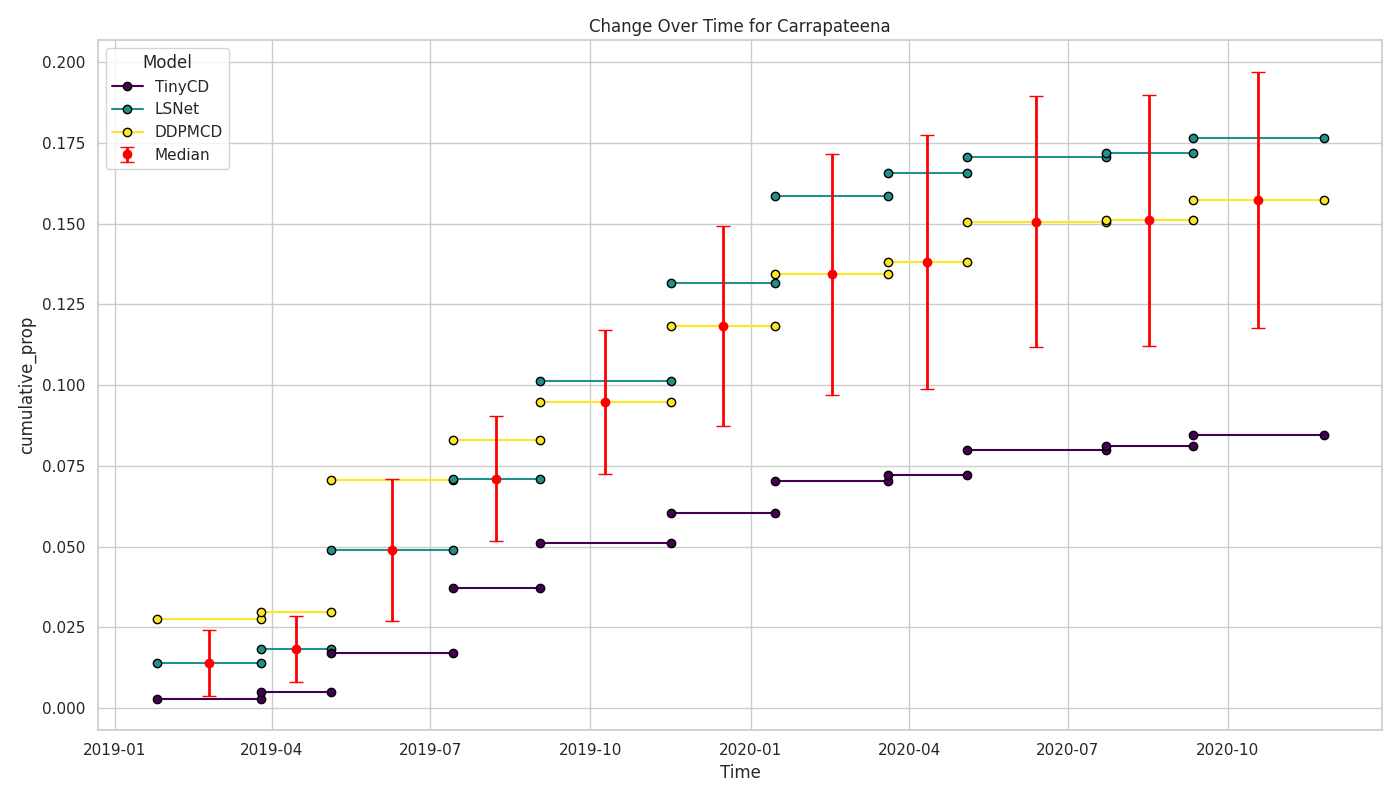 Change Over Time for Carrapateena
Model
TinyCD
LSNet
DDPMCD
Median
cumulative_prop
0.200
0.175
0.150
0.125
0.100
0.075
0.050
0.025
0.000
2019-01
2019-04
2019-07
2019-10
2020-01
2020-04
2020-07
2020-10
Time